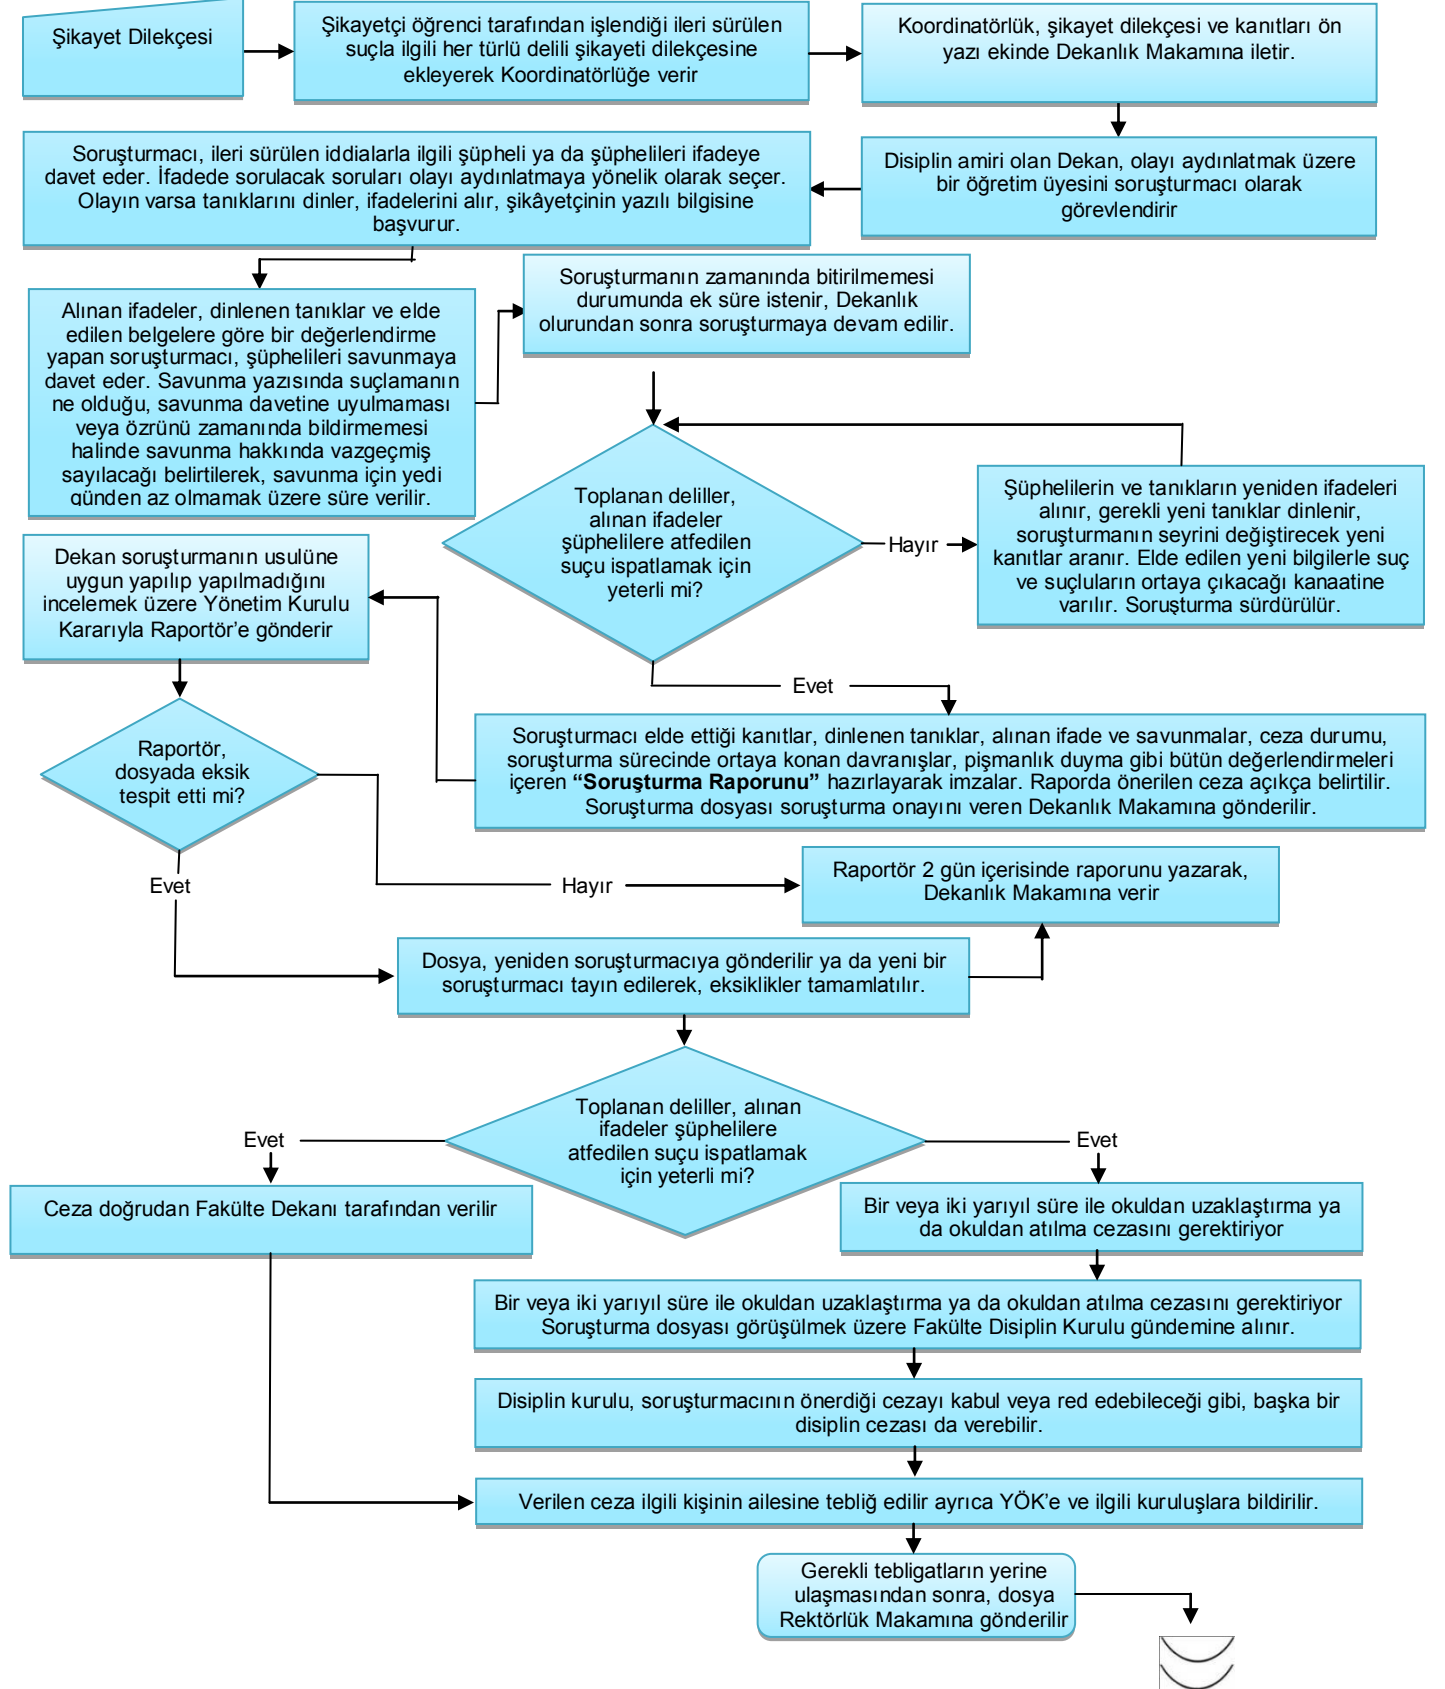 Şikayet Dilekçesi
Şikayetçi öğrenci tarafından işlendiği ileri sürülen
suçla ilgili her türlü delili şikayeti dilekçesine
ekleyerek Koordinatörlüğe verir
Koordinatörlük, şikayet dilekçesi ve kanıtları ön
yazı ekinde Dekanlık Makamına iletir.
Disiplin amiri olan Dekan, olayı aydınlatmak üzere
bir öğretim üyesini soruşturmacı olarak
görevlendirir
Soruşturmacı, ileri sürülen iddialarla ilgili şüpheli ya da şüphelileri ifadeye
davet eder. İfadede sorulacak soruları olayı aydınlatmaya yönelik olarak seçer.
Olayın varsa tanıklarını dinler, ifadelerini alır, şikâyetçinin yazılı bilgisine
başvurur.
Alınan ifadeler, dinlenen tanıklar ve elde
edilen belgelere göre bir değerlendirme
yapan soruşturmacı, şüphelileri savunmaya
davet eder. Savunma yazısında suçlamanın
ne olduğu, savunma davetine uyulmaması
veya özrünü zamanında bildirmemesi
halinde savunma hakkında vazgeçmiş
sayılacağı belirtilerek, savunma için yedi
günden az olmamak üzere süre verilir.
Soruşturmanın zamanında bitirilmemesi
durumunda ek süre istenir, Dekanlık
olurundan sonra soruşturmaya devam edilir.
Toplanan deliller,
alınan ifadeler
şüphelilere atfedilen
suçu ispatlamak için
yeterli mi?
Hayır
Şüphelilerin ve tanıkların yeniden ifadeleri
alınır, gerekli yeni tanıklar dinlenir,
soruşturmanın seyrini değiştirecek yeni
kanıtlar aranır. Elde edilen yeni bilgilerle suç
ve suçluların ortaya çıkacağı kanaatine
varılır. Soruşturma sürdürülür.
Evet
Soruşturmacı elde ettiği kanıtlar, dinlenen tanıklar, alınan ifade ve savunmalar, ceza durumu,
soruşturma sürecinde ortaya konan davranışlar, pişmanlık duyma gibi bütün değerlendirmeleri
içeren “Soruşturma Raporunu” hazırlayarak imzalar. Raporda önerilen ceza açıkça belirtilir.
Soruşturma dosyası soruşturma onayını veren Dekanlık Makamına gönderilir.
Dekan soruşturmanın usulüne
uygun yapılıp yapılmadığını
incelemek üzere Yönetim Kurulu
Kararıyla Raportör’e gönderir
Raportör,
dosyada eksik
tespit etti mi?
Evet
Hayır
Raportör 2 gün içerisinde raporunu yazarak,
Dekanlık Makamına verir
Dosya, yeniden soruşturmacıya gönderilir ya da yeni bir
soruşturmacı tayin edilerek, eksiklikler tamamlatılır.
Toplanan deliller, alınan
ifadeler şüphelilere
atfedilen suçu ispatlamak
için yeterli mi?
Evet
Evet
Ceza doğrudan Fakülte Dekanı tarafından verilir
Bir veya iki yarıyıl süre ile okuldan uzaklaştırma ya
da okuldan atılma cezasını gerektiriyor
Bir veya iki yarıyıl süre ile okuldan uzaklaştırma ya da okuldan atılma cezasını gerektiriyor
Soruşturma dosyası görüşülmek üzere Fakülte Disiplin Kurulu gündemine alınır.
Disiplin kurulu, soruşturmacının önerdiği cezayı kabul veya red edebileceği gibi, başka bir
disiplin cezası da verebilir.
Verilen ceza ilgili kişinin ailesine tebliğ edilir ayrıca YÖK’e ve ilgili kuruluşlara bildirilir.
Gerekli tebligatların yerine
ulaşmasından sonra, dosya
Rektörlük Makamına gönderilir